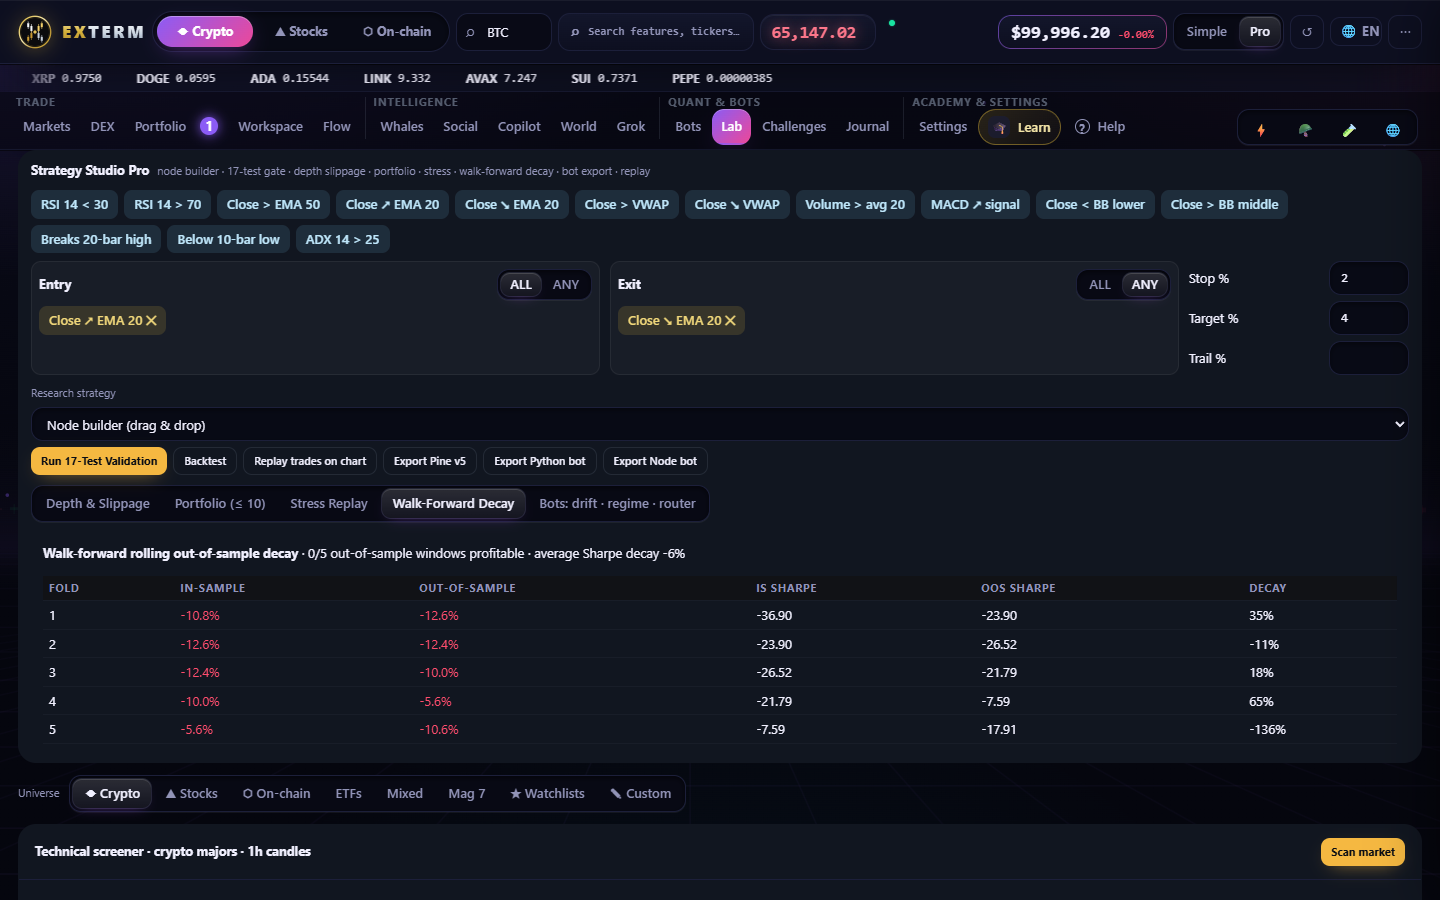 EXTERM
Crypto
Stocks
On-chain
BTC
Search features, tickers…
65,147.02
$99,996.20 -0.00%
Simple
Pro
EN
XRP 0.9750 DOGE 0.0595 ADA 0.15544 LINK 9.332 AVAX 7.247 SUI 0.7371 PEPE 0.00000385
TRADE INTELLIGENCE QUANT & BOTS ACADEMY & SETTINGS
Markets DEX Portfolio 1 Workspace Flow Whales Social Copilot World Grok Bots Lab Challenges Journal Settings Learn ? Help
Strategy Studio Pro node builder · 17-test gate · depth slippage · portfolio · stress · walk-forward decay · bot export · replay
RSI 14 < 30 RSI 14 > 70 Close > EMA 50 Close ↗ EMA 20 Close ↘ EMA 20 Close > VWAP Close ↘ VWAP Volume > avg 20 MACD ↗ signal Close < BB lower Close > BB middle
Breaks 20-bar high Below 10-bar low ADX 14 > 25
Entry ALL ANY
Close ↗ EMA 20 ✕
Exit ALL ANY
Close ↘ EMA 20 ✕
Stop % 2
Target % 4
Trail %
Research strategy
Node builder (drag & drop)
Run 17-Test Validation Backtest Replay trades on chart Export Pine v5 Export Python bot Export Node bot
Depth & Slippage Portfolio (≤ 10) Stress Replay Walk-Forward Decay Bots: drift · regime · router
Walk-forward rolling out-of-sample decay · 0/5 out-of-sample windows profitable · average Sharpe decay -6%
FOLD IN-SAMPLE OUT-OF-SAMPLE IS SHARPE OOS SHARPE DECAY
1 -10.8% -12.6% -36.90 -23.90 35%
2 -12.6% -12.4% -23.90 -26.52 -11%
3 -12.4% -10.0% -26.52 -21.79 18%
4 -10.0% -5.6% -21.79 -7.59 65%
5 -5.6% -10.6% -7.59 -17.91 -136%
Universe Crypto Stocks On-chain ETFs Mixed Mag 7 ★ Watchlists Custom
Technical screener · crypto majors · 1h candles Scan market